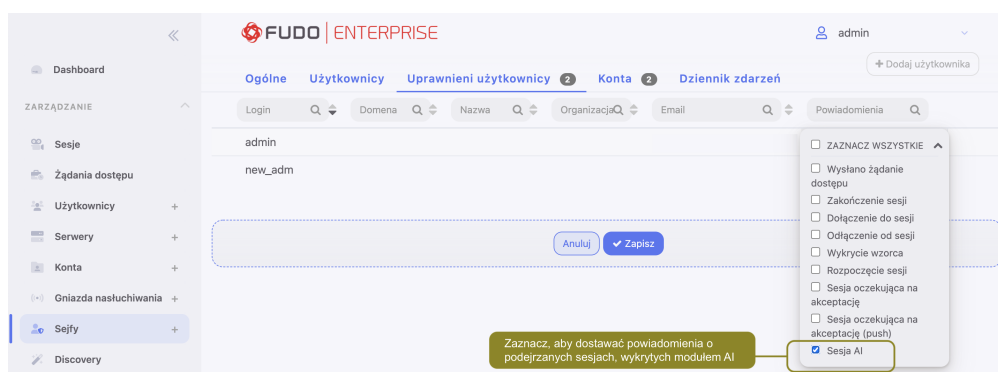 FUDO ENTERPRISE
admin
Dashboard
+ Dodaj użytkownika
Ogólne Użytkownicy Uprawnieni użytkownicy 2 Konta 2 Dziennik zdarzeń
ZARZĄDZANIE
Login Domena Nazwa Organizacja Email Powiadomienia
Sesje
admin
ZAZNACZ WSZYSTKIE
Żądania dostępu
new_adm
Wysłano żądanie
dostępu
Użytkownicy +
Zakończenie sesji
Dołączenie do sesji
Serwery +
Odłączenie od sesji
Anuluj Zapisz
Wykrycie wzorca
Konta +
Rozpoczęcie sesji
Sesja oczekująca na
akceptację
Gniazda nasłuchiwania +
Sesja oczekująca na
akceptację (push)
Sejfy +
Zaznacz, aby dostawać powiadomienia o
podejrzanych sesjach, wykrytych modułem AI
Sesja AI
Discovery